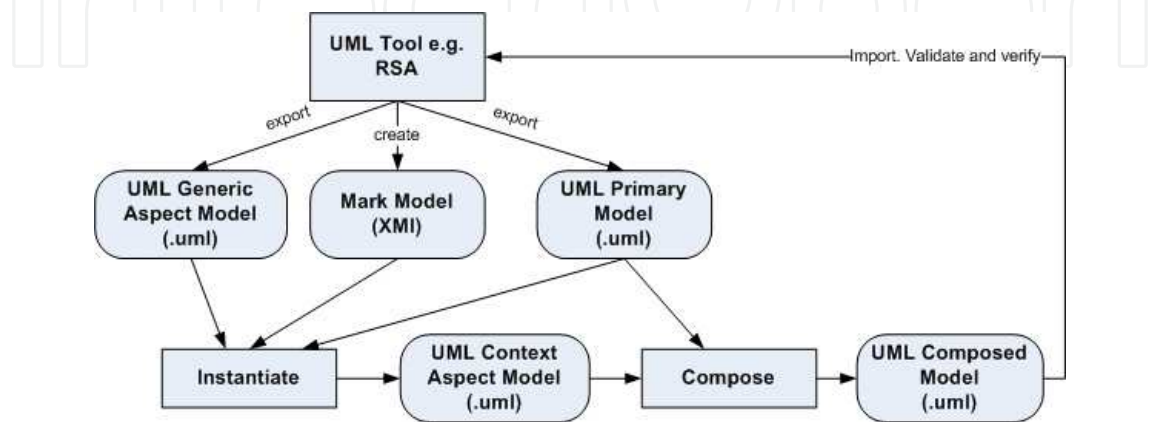 UML Tool e.g.
RSA
Import. Validate and verify
export
create
export
UML Generic
Aspect Model
(.uml)
Mark Model
(XMI)
UML Primary
Model
(.uml)
Instantiate
UML Context
Aspect Model
(.uml)
Compose
UML Composed
Model
(.uml)